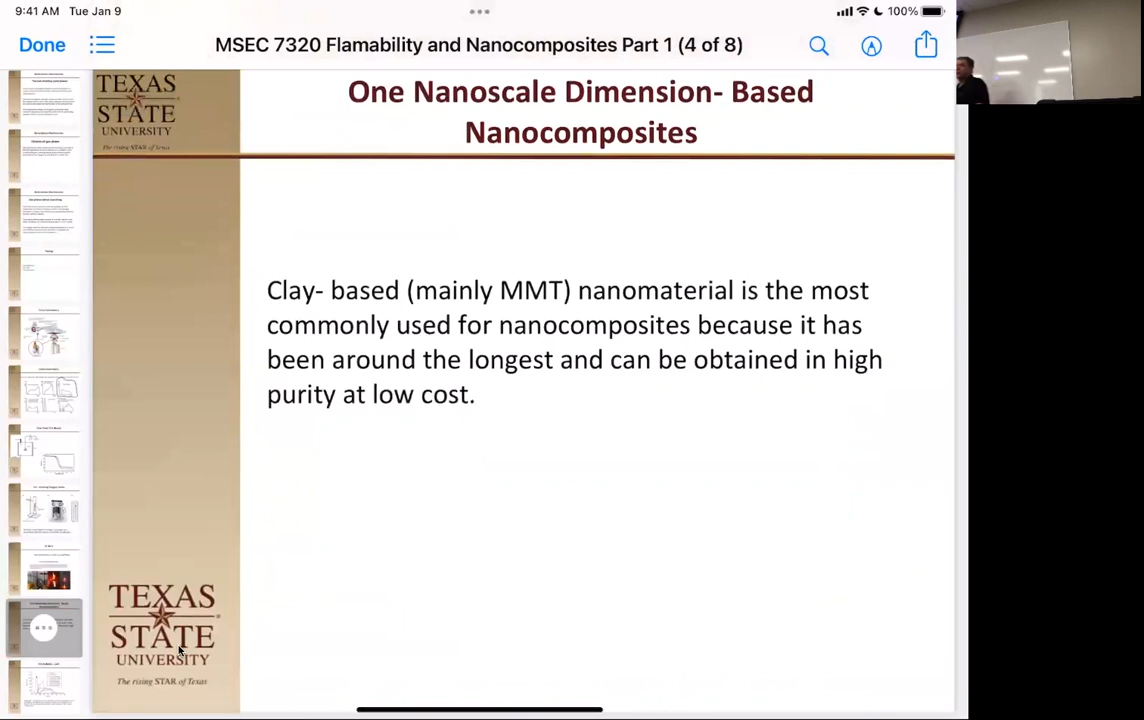 9:41 AM Tue Jan 9
100%
Done
MSEC 7320 Flamability and Nanocomposites Part 1 (4 of 8)
TEXAS
STATE
UNIVERSITY
The rising STAR of Texas
One Nanoscale Dimension- Based
Nanocomposites
Clay- based (mainly MMT) nanomaterial is the most
commonly used for nanocomposites because it has
been around the longest and can be obtained in high
purity at low cost.
TEXAS
STATE
UNIVERSITY
The rising STAR of Texas